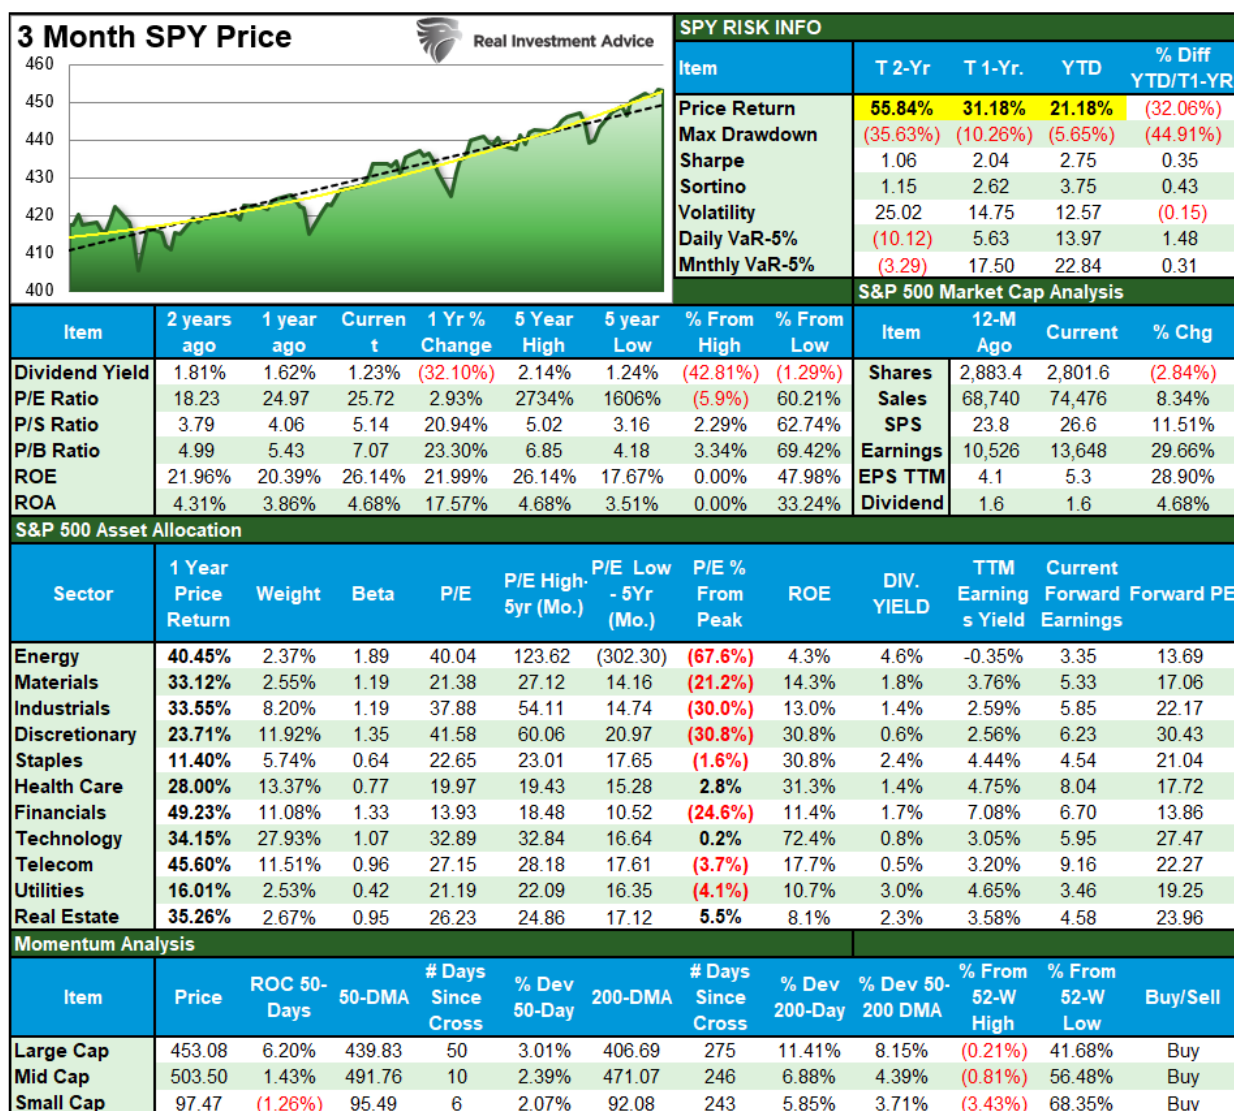 3 Month SPY Price
Real Investment Advice
460
450
440
430
420
410
400
SPY RISK INFO
Item T 2-Yr T 1-Yr. YTD % Diff YTD/T1-YR
Price Return 55.84% 31.18% 21.18% (32.06%)
Max Drawdown (35.63%) (10.26%) (5.65%) (44.91%)
Sharpe 1.06 2.04 2.75 0.35
Sortino 1.15 2.62 3.75 0.43
Volatility 25.02 14.75 12.57 (0.15)
Daily VaR-5% (10.12) 5.63 13.97 1.48
Mnthly VaR-5% (3.29) 17.50 22.84 0.31
S&P 500 Market Cap Analysis
Item 2 years ago 1 year ago Current 1 Yr % Change 5 Year High 5 year Low % From High % From Low Item 12-M Ago Current % Chg
Dividend Yield 1.81% 1.62% 1.23% (32.10%) 2.14% 1.24% (42.81%) (1.29%) Shares 2,883.4 2,801.6 (2.84%)
P/E Ratio 18.23 24.97 25.72 2.93% 2734% 1606% (5.9%) 60.21% Sales 68,740 74,476 8.34%
P/S Ratio 3.79 4.06 5.14 20.94% 5.02 3.16 2.29% 62.74% SPS 23.8 26.6 11.51%
P/B Ratio 4.99 5.43 7.07 23.30% 6.85 4.18 3.34% 69.42% Earnings 10,526 13,648 29.66%
ROE 21.96% 20.39% 26.14% 21.99% 26.14% 17.67% 0.00% 47.98% EPS TTM 4.1 5.3 28.90%
ROA 4.31% 3.86% 4.68% 17.57% 4.68% 3.51% 0.00% 33.24% Dividend 1.6 1.6 4.68%
S&P 500 Asset Allocation
Sector 1 Year Price Return Weight Beta P/E P/E High- 5yr (Mo.) P/E Low - 5Yr (Mo.) P/E % From Peak ROE DIV. YIELD TTM Earnings Yield Current Forward Earnings Forward PE
Energy 40.45% 2.37% 1.89 40.04 123.62 (302.30) (67.6%) 4.3% 4.6% -0.35% 3.35 13.69
Materials 33.12% 2.55% 1.19 21.38 27.12 14.16 (21.2%) 14.3% 1.8% 3.76% 5.33 17.06
Industrials 33.55% 8.20% 1.19 37.88 54.11 14.74 (30.0%) 13.0% 1.4% 2.59% 5.85 22.17
Discretionary 23.71% 11.92% 1.35 41.58 60.06 20.97 (30.8%) 30.8% 0.6% 2.56% 6.23 30.43
Staples 11.40% 5.74% 0.64 22.65 23.01 17.65 (1.6%) 30.8% 2.4% 4.44% 4.54 21.04
Health Care 28.00% 13.37% 0.77 19.97 19.43 15.28 2.8% 31.3% 1.4% 4.75% 8.04 17.72
Financials 49.23% 11.08% 1.33 13.93 18.48 10.52 (24.6%) 11.4% 1.7% 7.08% 6.70 13.86
Technology 34.15% 27.93% 1.07 32.89 32.84 16.64 0.2% 72.4% 0.8% 3.05% 5.95 27.47
Telecom 45.60% 11.51% 0.96 27.15 28.18 17.61 (3.7%) 17.7% 0.5% 3.20% 9.16 22.27
Utilities 16.01% 2.53% 0.42 21.19 22.09 16.35 (4.1%) 10.7% 3.0% 4.65% 3.46 19.25
Real Estate 35.26% 2.67% 0.95 26.23 24.86 17.12 5.5% 8.1% 2.3% 3.58% 4.58 23.96
Momentum Analysis
Item Price ROC 50-Days 50-DMA # Days Since Cross % Dev 50-Day 200-DMA # Days Since Cross % Dev 200-Day % Dev 50-200 DMA % From 52-W High % From 52-W Low Buy/Sell
Large Cap 453.08 6.20% 439.83 50 3.01% 406.69 275 11.41% 8.15% (0.21%) 41.68% Buy
Mid Cap 503.50 1.43% 491.76 10 2.39% 471.07 246 6.88% 4.39% (0.81%) 56.48% Buy
Small Cap 97.47 (1.26%) 95.49 6 2.07% 92.08 243 5.85% 3.71% (3.43%) 68.35% Buy